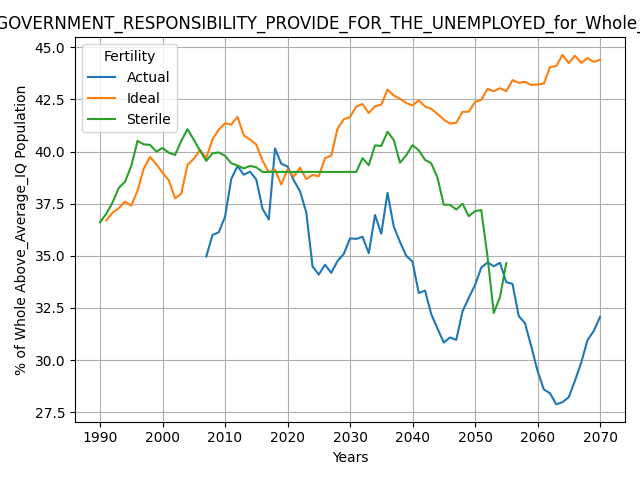 GOVERNMENT_RESPONSIBILITY_PROVIDE_FOR_THE_UNEMPLOYED_for_Whole_
% of Whole Above_Average_IQ Population
45.0
42.5
40.0
37.5
35.0
32.5
30.0
27.5
Fertility
Actual
Ideal
Sterile
1990 2000 2010 2020 2030 2040 2050 2060 2070
Years